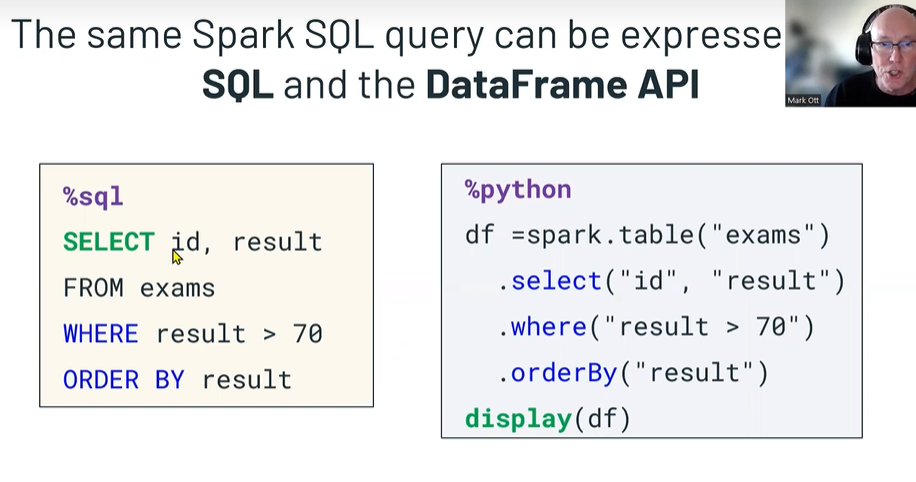 The same Spark SQL query can be expresse
SQL and the DataFrame API
Mark Ott
%sql
SELECT id, result
FROM exams
WHERE result > 70
ORDER BY result
%python
df =spark.table("exams")
.select("id", "result")
.where("result > 70")
.orderBy("result")
display(df)